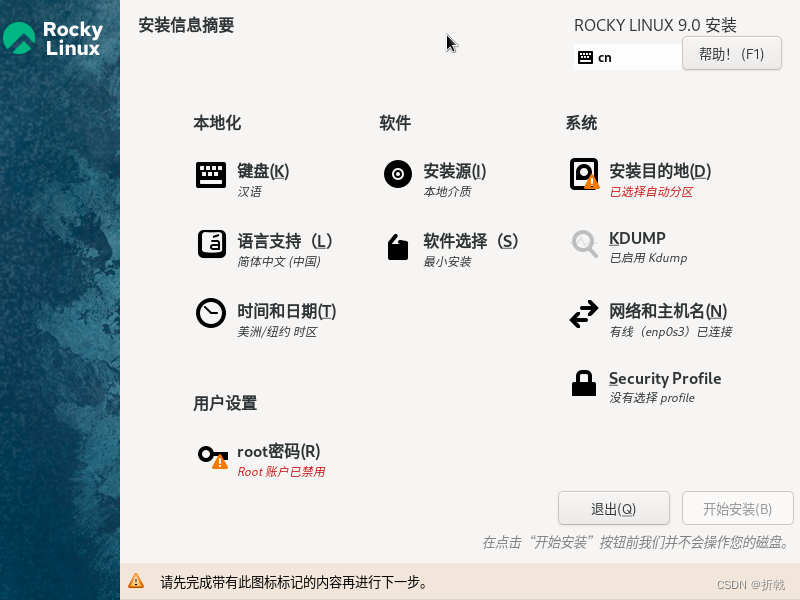 Rocky
Linux
安装信息摘要
ROCKY LINUX 9.0 安装
cn
帮助！ (F1)
本地化
键盘(K)
汉语
语言支持（L）
简体中文 (中国)
时间和日期(T)
美洲/纽约 时区
用户设置
root密码(R)
Root 账户已禁用
软件
安装源(I)
本地介质
软件选择（S）
最小安装
系统
安装目的地(D)
已选择自动分区
KDUMP
已启用 Kdump
网络和主机名(N)
有线（enp0s3）已连接
Security Profile
没有选择 profile
退出(Q)
开始安装(B)
在点击“开始安装”按钮前我们并不会操作您的磁盘。
请先完成带有此图标标记的内容再进行下一步。
CSDN @折戟